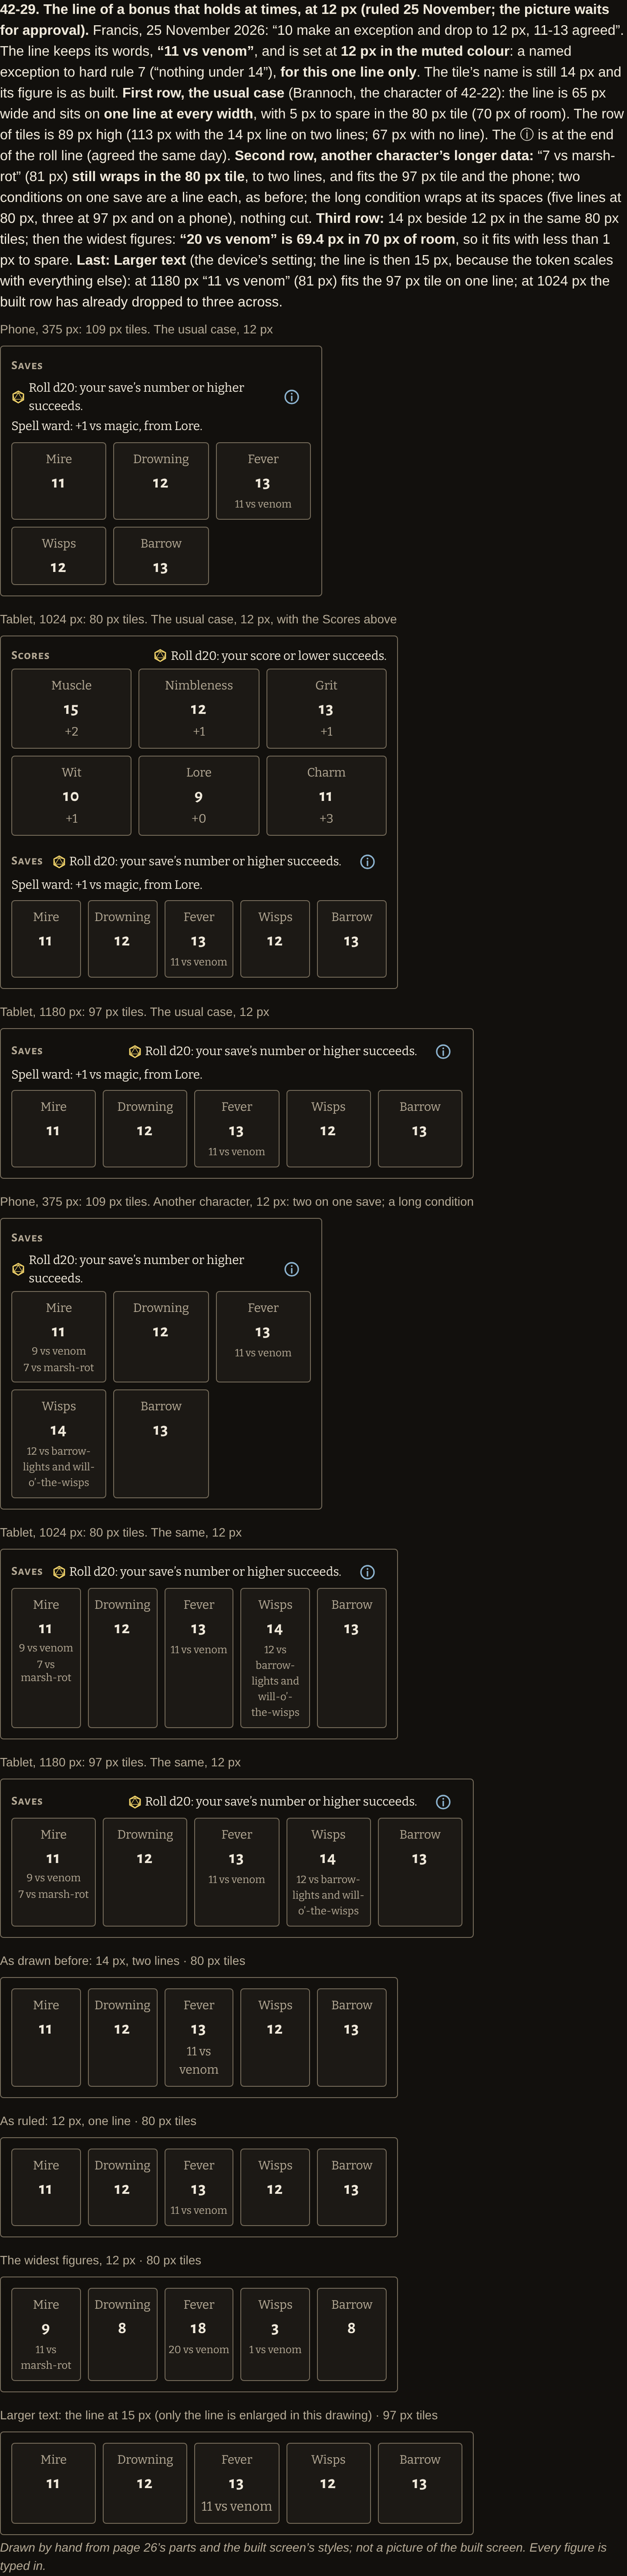 42-29. The line of a bonus that holds at times, at 12 px (ruled 25 November; the picture waits
for approval). Francis, 25 November 2026: “10 make an exception and drop to 12 px, 11-13 agreed”.
The line keeps its words, “11 vs venom”, and is set at 12 px in the muted colour: a named
exception to hard rule 7 (“nothing under 14”), for this one line only. The tile’s name is still 14 px and
its figure is as built. First row, the usual case (Brannoch, the character of 42-22): the line is 65 px
wide and sits on one line at every width, with 5 px to spare in the 80 px tile (70 px of room). The row
of tiles is 89 px high (113 px with the 14 px line on two lines; 67 px with no line). The ⓘ is at the end
of the roll line (agreed the same day). Second row, another character’s longer data: “7 vs marsh-
rot” (81 px) still wraps in the 80 px tile, to two lines, and fits the 97 px tile and the phone; two
conditions on one save are a line each, as before; the long condition wraps at its spaces (five lines at
80 px, three at 97 px and on a phone), nothing cut. Third row: 14 px beside 12 px in the same 80 px
tiles; then the widest figures: “20 vs venom” is 69.4 px in 70 px of room, so it fits with less than 1
px to spare. Last: Larger text (the device’s setting; the line is then 15 px, because the token scales
with everything else): at 1180 px “11 vs venom” (81 px) fits the 97 px tile on one line; at 1024 px the
built row has already dropped to three across.
Phone, 375 px: 109 px tiles. The usual case, 12 px
Saves
Roll d20: your save’s number or higher
succeeds.
Spell ward: +1 vs magic, from Lore.
Mire Drowning Fever
11 12 13
11 vs venom
Wisps Barrow
12 13
Tablet, 1024 px: 80 px tiles. The usual case, 12 px, with the Scores above
Scores Roll d20: your score or lower succeeds.
Muscle Nimbleness Grit
15 12 13
+2 +1 +1
Wit Lore Charm
10 9 11
+1 +0 +3
Saves Roll d20: your save’s number or higher succeeds.
Spell ward: +1 vs magic, from Lore.
Mire Drowning Fever Wisps Barrow
11 12 13 12 13
11 vs venom
Tablet, 1180 px: 97 px tiles. The usual case, 12 px
Saves Roll d20: your save’s number or higher succeeds.
Spell ward: +1 vs magic, from Lore.
Mire Drowning Fever Wisps Barrow
11 12 13 12 13
11 vs venom
Phone, 375 px: 109 px tiles. Another character, 12 px: two on one save; a long condition
Saves
Roll d20: your save’s number or higher
succeeds.
Mire Drowning Fever
11 12 13
9 vs venom 11 vs venom
7 vs marsh-rot
Wisps Barrow
14 13
12 vs barrow-
lights and will-
o’-the-wisps
Tablet, 1024 px: 80 px tiles. The same, 12 px
Saves Roll d20: your save’s number or higher succeeds.
Mire Drowning Fever Wisps Barrow
11 12 13 14 13
9 vs venom 11 vs venom 12 vs
7 vs barrow-
marsh-rot lights and
will-o’-
the-wisps
Tablet, 1180 px: 97 px tiles. The same, 12 px
Saves Roll d20: your save’s number or higher succeeds.
Mire Drowning Fever Wisps Barrow
11 12 13 14 13
9 vs venom 11 vs venom 12 vs barrow-
7 vs marsh-rot lights and will-
o’-the-wisps
As drawn before: 14 px, two lines · 80 px tiles
Mire Drowning Fever Wisps Barrow
11 12 13 12 13
11 vs
venom
As ruled: 12 px, one line · 80 px tiles
Mire Drowning Fever Wisps Barrow
11 12 13 12 13
11 vs venom
The widest figures, 12 px · 80 px tiles
Mire Drowning Fever Wisps Barrow
9 8 18 3 8
11 vs 20 vs venom 1 vs venom
marsh-rot
Larger text: the line at 15 px (only the line is enlarged in this drawing) · 97 px tiles
Mire Drowning Fever Wisps Barrow
11 12 13 12 13
11 vs venom
Drawn by hand from page 26’s parts and the built screen’s styles; not a picture of the built screen. Every figure is
typed in.